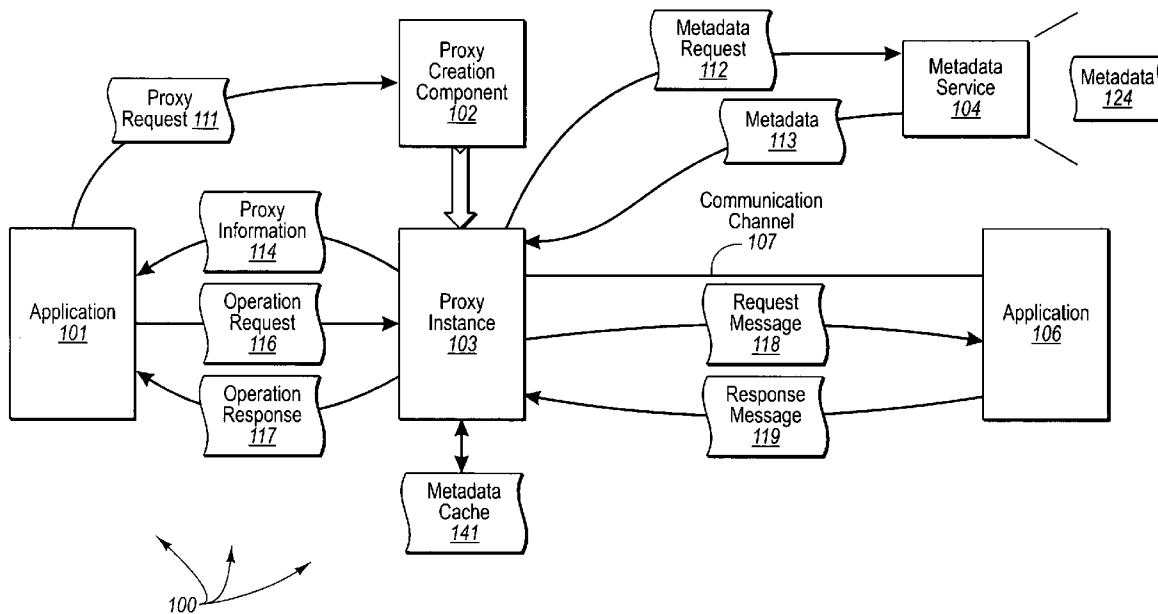 Proxy
Request 111
Proxy
Creation
Component
102
Metadata
Request
112
Metadata
Service
104
Metadata
124
Metadata
113
Proxy
Information
114
Communication
Channel
107
Application
101
Operation
Request
116
Proxy
Instance
103
Request
Message
118
Application
106
Operation
Response
117
Response
Message
119
Metadata
Cache
141
100